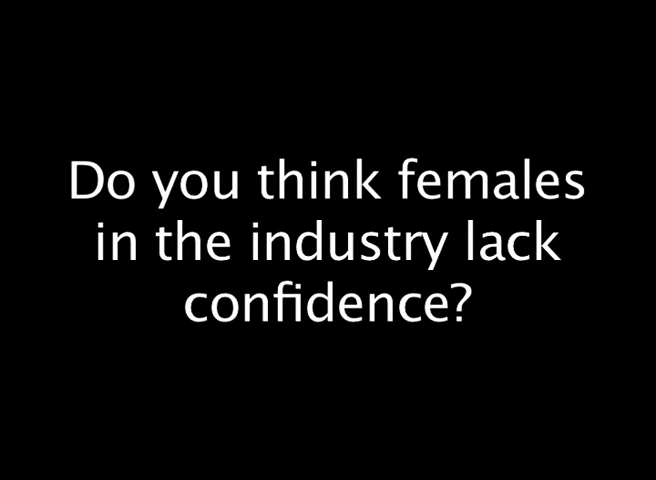 Do you think females
in the industry lack
confidence?